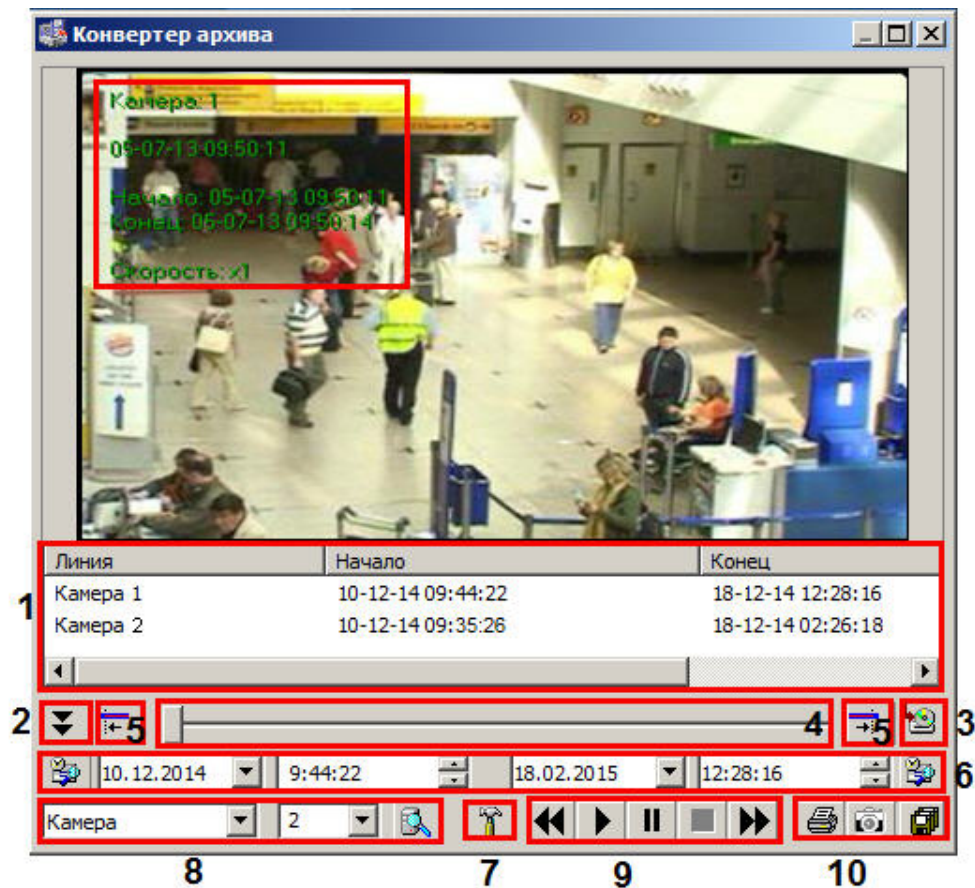 Конвертер архива
Камера: 1
05-07-13 09:50:11
Начало: 05-07-13 09:50:11
Конец: 05-07-13 09:50:14
Скорость: x1
Линия Начало Конец
Камера 1 10-12-14 09:44:22 18-12-14 12:28:16
1
Камера 2 10-12-14 09:35:26 18-12-14 02:26:18
2 5 4 5 3
10.12.2014 9:44:22 18.02.2015 12:28:16 6
Камера 2
8 7 9 10